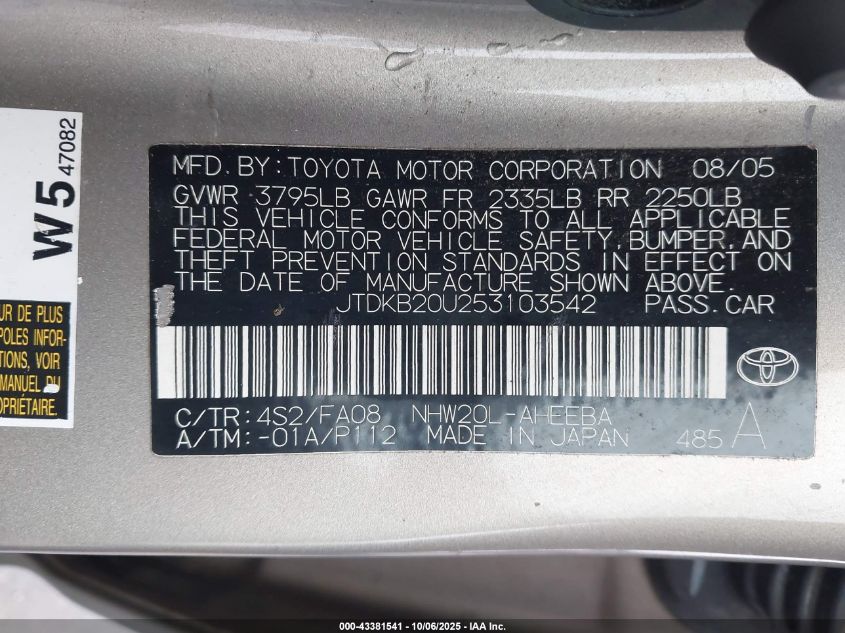 MFD. BY: TOYOTA MOTOR CORPORATION 08/05
GVWR 3795LB GAWR FR 2335LB RR 2250LB
THIS VEHICLE CONFORMS TO ALL APPLICABLE
FEDERAL MOTOR VEHICLE SAFETY, BUMPER, AND
THEFT PREVENTION STANDARDS IN EFFECT ON
THE DATE OF MANUFACTURE SHOWN ABOVE.
JTDKB20U253103542 PASS. CAR
C/TR: 4S2/FA08 NHW20L-AHEEBA
A/TM: -01A/P112 MADE IN JAPAN 485 A
W5 47082
UR DE PLUS
POLES INFOR-
TIONS, VOIR
MANUEL DU
ROPRIÉTAIRE.
000-43381541 - 10/06/2025 - IAA Inc.